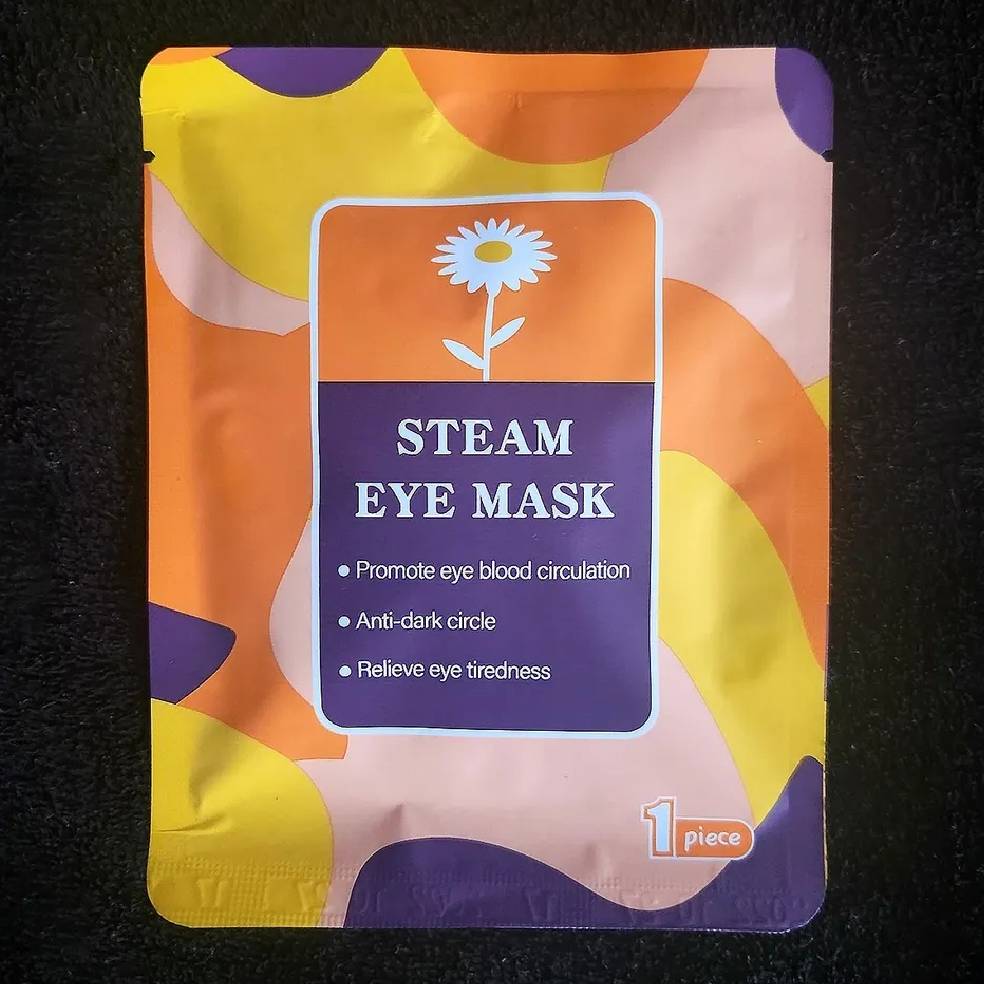 STEAM
EYE MASK
• Promote eye blood circulation
• Anti-dark circle
• Relieve eye tiredness
1 piece